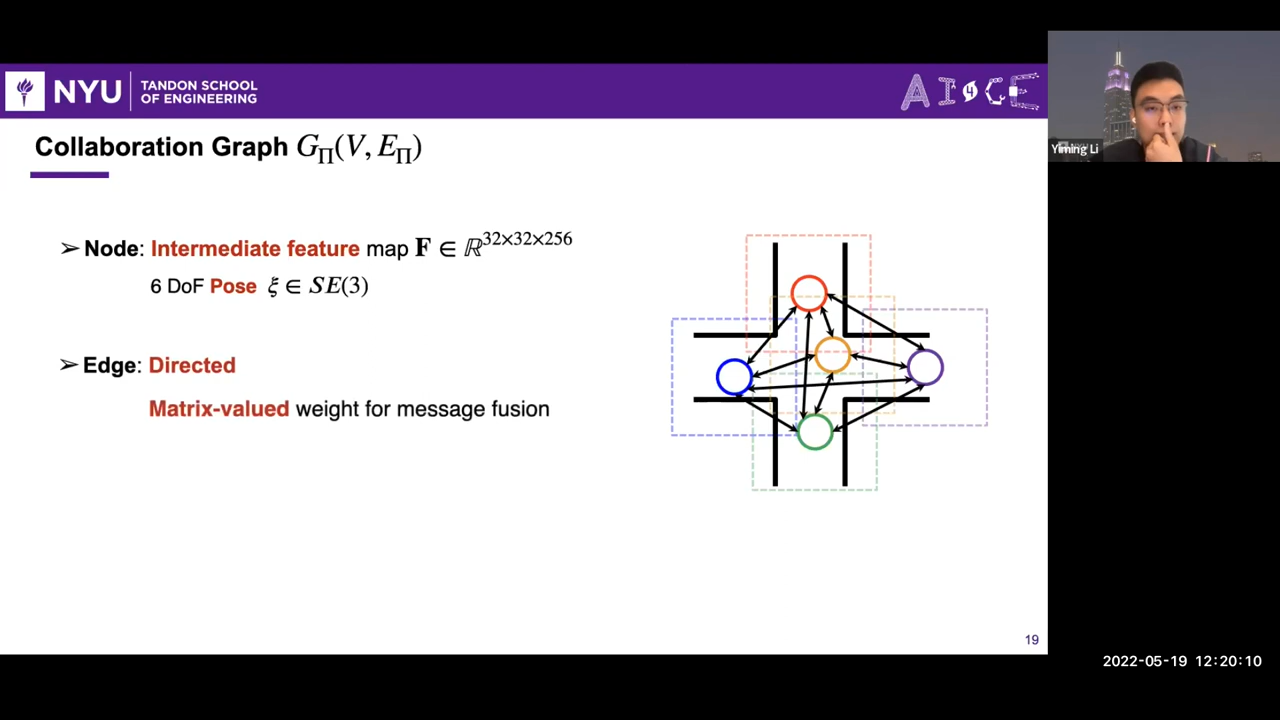 NYU
TANDON SCHOOL
OF ENGINEERING
AI4CE
Collaboration Graph G_Π(V, E_Π)
➢ Node: Intermediate feature map F ∈ ℝ^{32×32×256}
6 DoF Pose ξ ∈ SE(3)
➢ Edge: Directed
Matrix-valued weight for message fusion
19
Yiming Li
2022-05-19 12:20:10